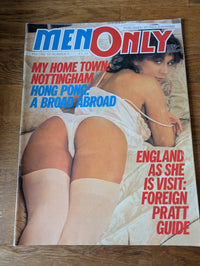 MEN ONLY
MY HOME TOWN:
NOTTINGHAM
HONG PONG:
A BROAD ABROAD
ENGLAND
AS SHE
IS VISIT:
FOREIGN
PRATT
GUIDE